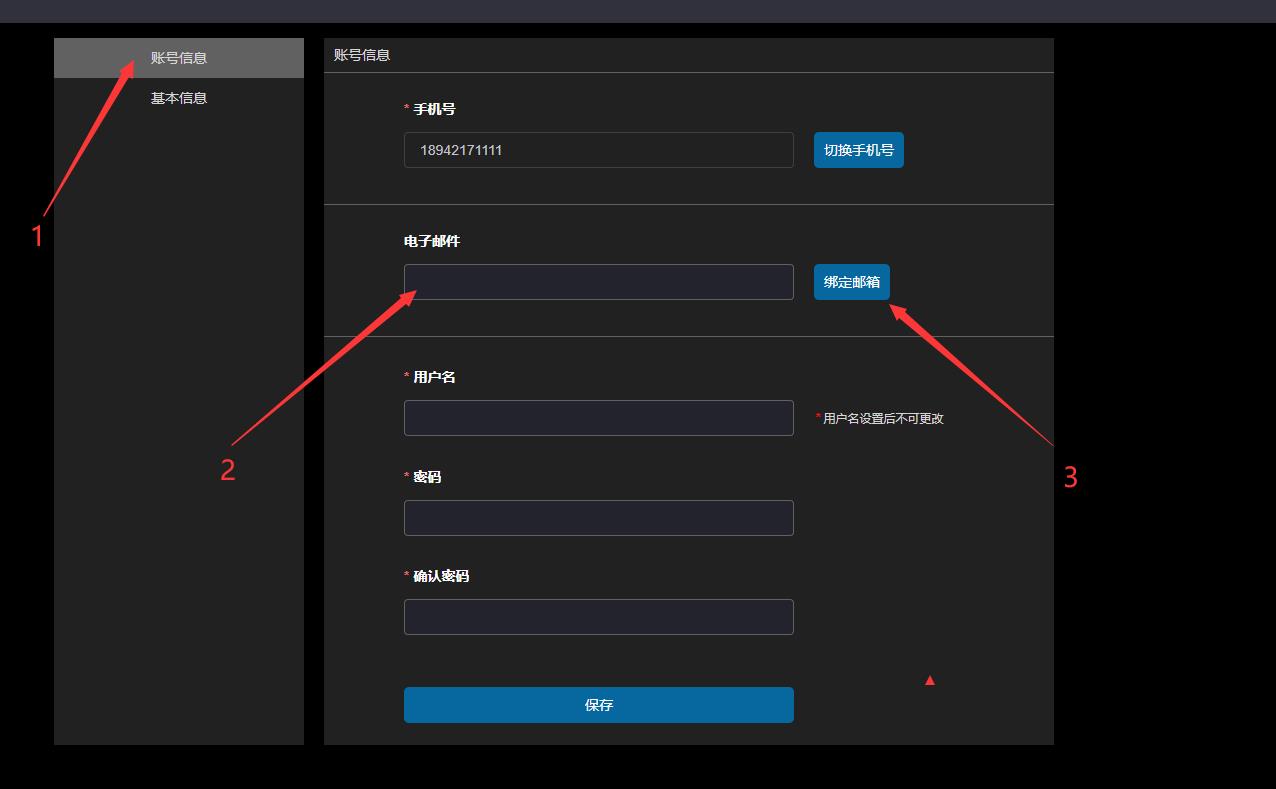 账号信息
基本信息
1
账号信息
* 手机号
18942171111
切换手机号
电子邮件
绑定邮箱
2
3
* 用户名
* 用户名设置后不可更改
* 密码
* 确认密码
保存